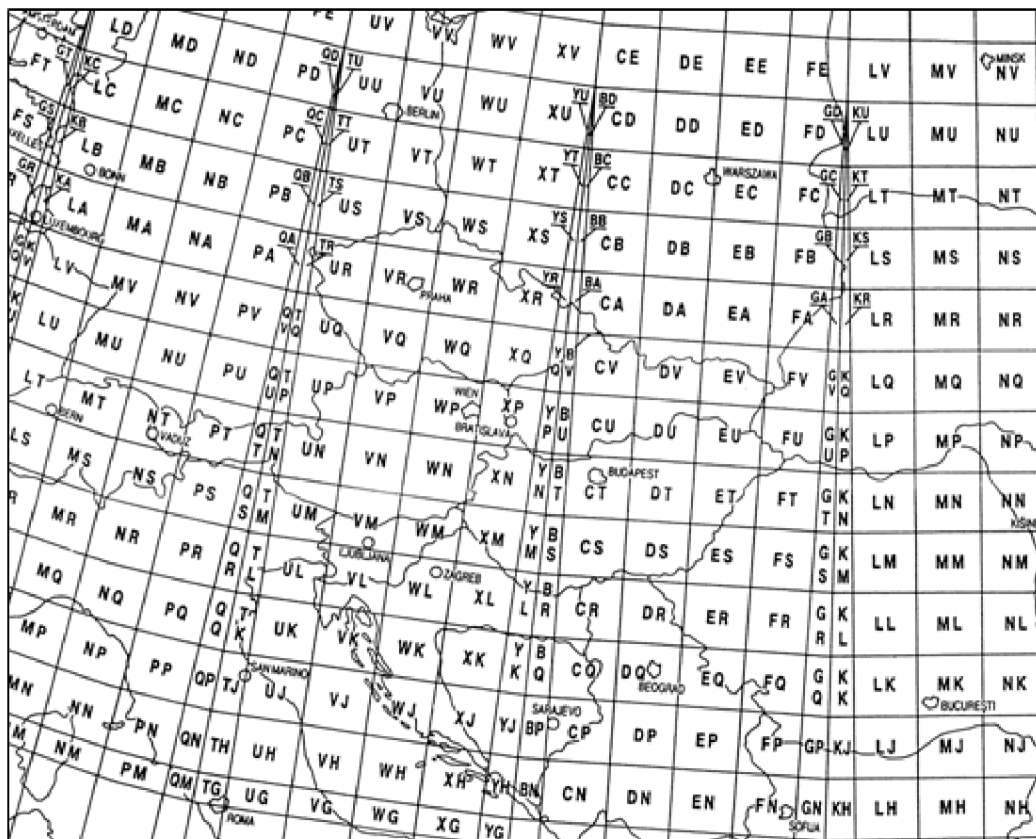 LD MD ND PE UV VV WV XV CE DE EE FE LV MV NV
MINSK
FT GT KC LC MC NC PD QD TU UU VU WU XU YU BD CD DD ED FD GD KU LU MU NU
BERLIN
FS GS KB LB MB NB PC QC TT UT VT WT XT YT BC CC DC EC FC GC KT LT MT NT
BONN
WARSZAWA
GR KA LA MA NA PB QB TS US VS WS XS YS BB CB DB EB FB GB KS LS MS NS
LUXEMBOURG
LV MV NV PA QA TR UR VR WR XR YR BA CA DA EA FA GA KR LR MR NR
PRAHA
LU MU NU PV QV TQ UQ VQ WQ XQ YQ BV CV DV EV FV GV KQ LQ MQ NQ
LT MT NT PU QU TP UP VP WP XP YP BU CU DU EU FU GU KP LP MP NP
BERN
VADUZ
WIEN
BRATISLAVA
BUDAPEST
LS MS NS PT QT TN UN VN WN XN YN BT CT DT ET FT GT KN LN MN NN
MR NR PS QS TM UM VM WM XM YM BS CS DS ES FS GS KM LM MM NM
LJUBLJANA
ZAGREB
MQ NQ PR QR TL UL VL WL XL YL BR CR DR ER FR GR KL LL ML NL
MP NP PQ QQ TK UK VK WK XK YK BQ CQ DQ EQ FQ GQ KK LK MK NK
SAN MARINO
BEOGRAD
BUCUREŞTI
MN NN PP QP TJ UJ VJ WJ XJ YJ BP CP DP EP FP GP KJ LJ MJ NJ
SARAJEVO
NM PN QN TH UH VH WH XH YH BN CN DN EN FN GN KH LH MH NH
PM QM TG UG VG WG XG YG
ROMA
SOFIJA